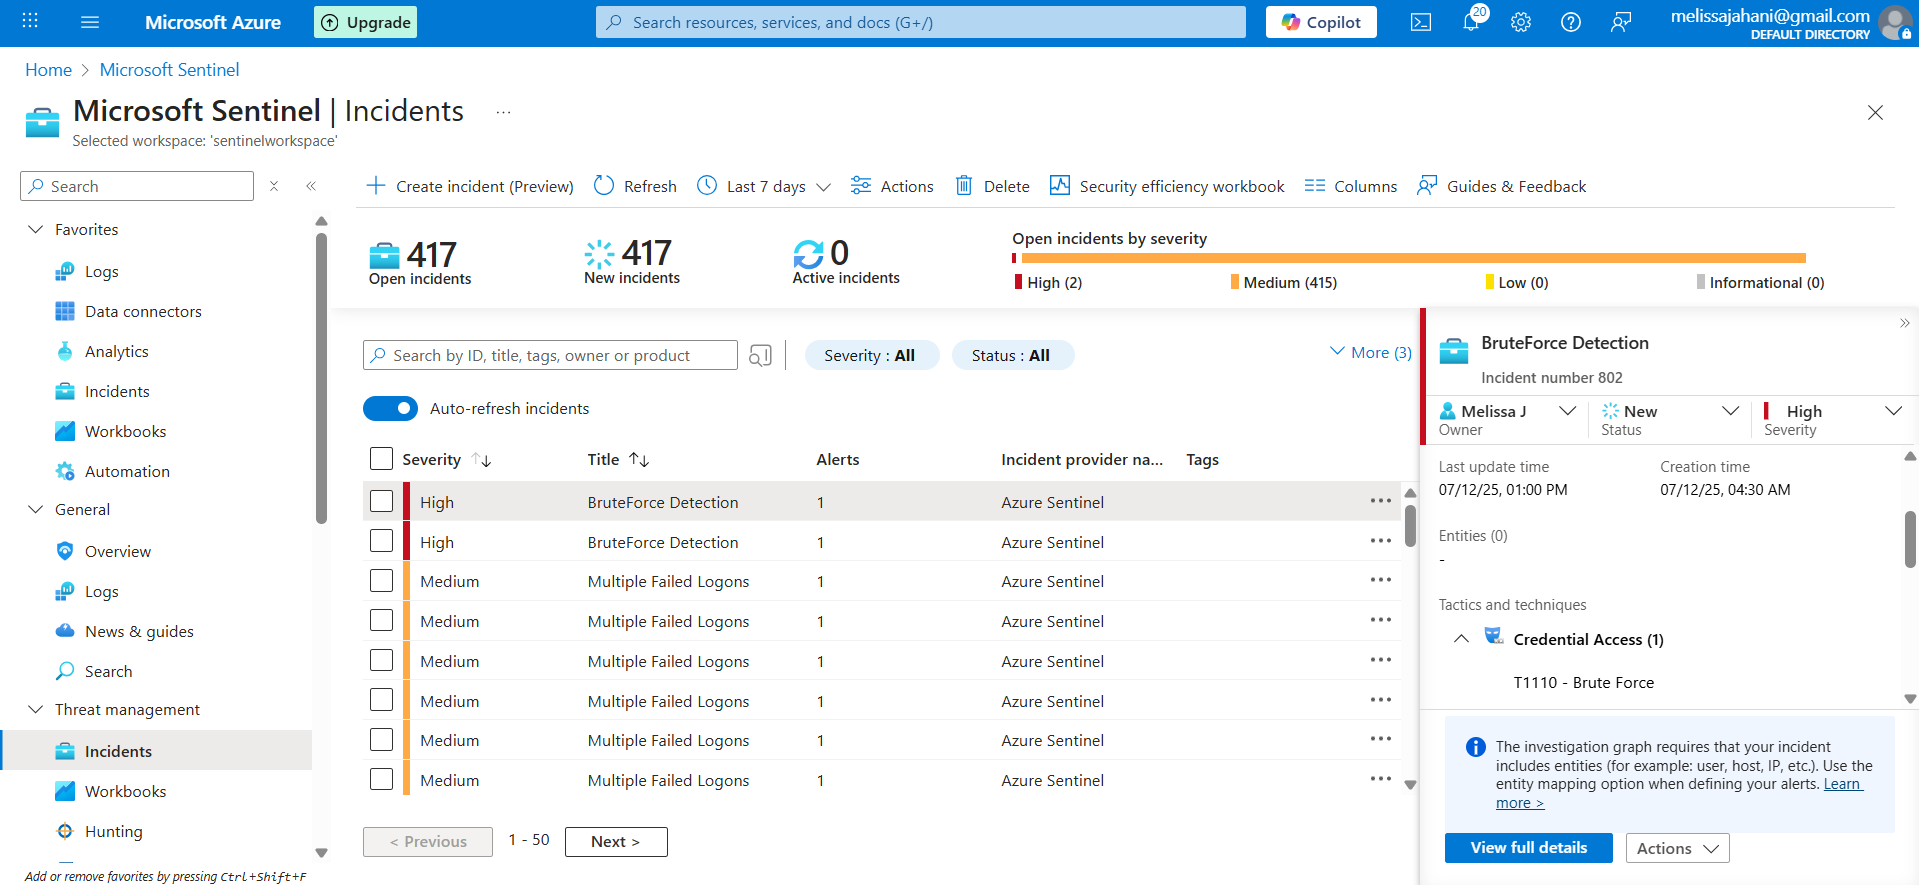 Microsoft Azure
Upgrade
Search resources, services, and docs (G+/)
Copilot
20
melissajahani@gmail.com
DEFAULT DIRECTORY
Home > Microsoft Sentinel
Microsoft Sentinel | Incidents ...
Selected workspace: 'sentinelworkspace'
Search
Favorites
Logs
Data connectors
Analytics
Incidents
Workbooks
Automation
General
Overview
Logs
News & guides
Search
Threat management
Incidents
Workbooks
Hunting
Add or remove favorites by pressing Ctrl+Shift+F
Create incident (Preview) Refresh Last 7 days Actions Delete Security efficiency workbook Columns Guides & Feedback
417
Open incidents
417
New incidents
0
Active incidents
Open incidents by severity
High (2) Medium (415) Low (0) Informational (0)
Search by ID, title, tags, owner or product
Severity : All
Status : All
More (3)
Auto-refresh incidents
Severity Title Alerts Incident provider na... Tags
High BruteForce Detection 1 Azure Sentinel
High BruteForce Detection 1 Azure Sentinel
Medium Multiple Failed Logons 1 Azure Sentinel
Medium Multiple Failed Logons 1 Azure Sentinel
Medium Multiple Failed Logons 1 Azure Sentinel
Medium Multiple Failed Logons 1 Azure Sentinel
Medium Multiple Failed Logons 1 Azure Sentinel
Medium Multiple Failed Logons 1 Azure Sentinel
< Previous 1 - 50 Next >
BruteForce Detection
Incident number 802
Melissa J
Owner
New
Status
High
Severity
Last update time
07/12/25, 01:00 PM
Creation time
07/12/25, 04:30 AM
Entities (0)
-
Tactics and techniques
Credential Access (1)
T1110 - Brute Force
The investigation graph requires that your incident
includes entities (for example: user, host, IP, etc.). Use the
entity mapping option when defining your alerts. Learn
more >
View full details
Actions